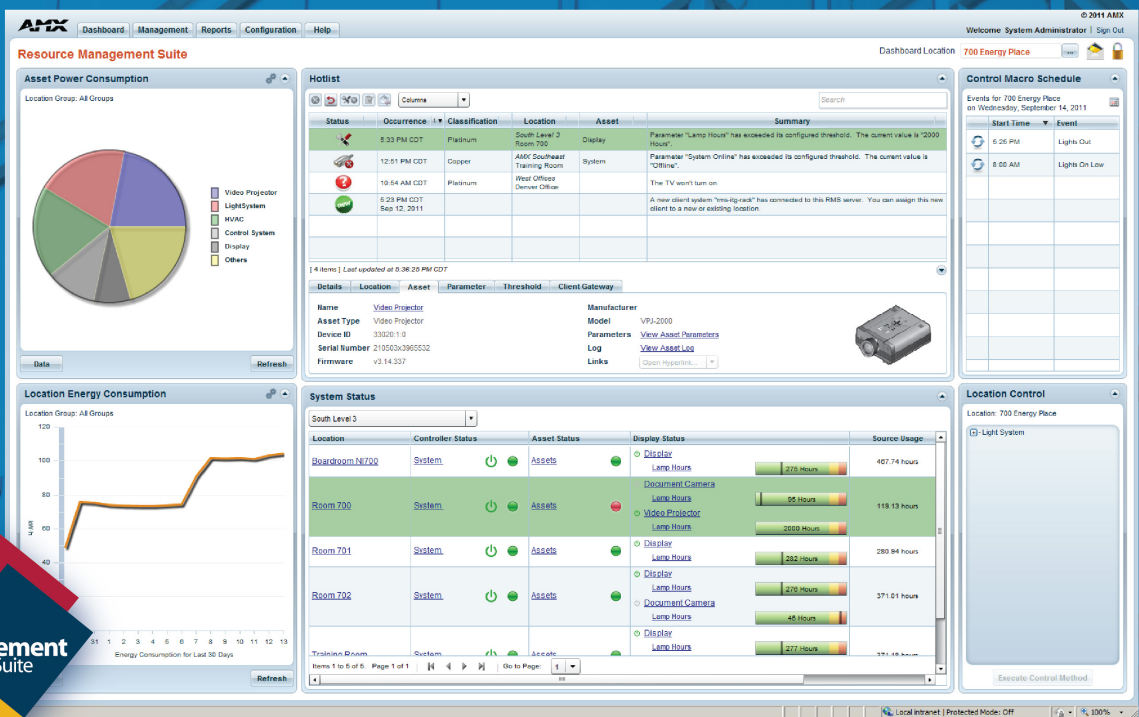 © 2011 AMX
AMX
Dashboard Management Reports Configuration Help
Welcome System Administrator | Sign Out
Resource Management Suite
Dashboard Location 700 Energy Place ...
Asset Power Consumption
Location Group: All Groups
Video Projector
LightSystem
HVAC
Control System
Display
Others
Data Refresh
Hotlist
Columns Search
Status Occurrence Classification Location Asset Summary
5:33 PM CDT Platinum South Level 3 Room 700 Display Parameter "Lamp Hours" has exceeded its configured threshold. The current value is "2000
Hours".
12:51 PM CDT Copper AMX Southeast Training Room System Parameter "System Online" has exceeded its configured threshold. The current value is
"Offline".
10:54 AM CDT Platinum West Offices Denver Office The TV won't turn on
new 5:23 PM CDT Sep 12, 2011 A new client system "rms-itg-rack" has connected to this RMS server. You can assign this new
client to a new or existing location.
[ 4 items ] Last updated at 5:36:25 PM CDT
Details Location Asset Parameter Threshold Client Gateway
Name Video Projector Manufacturer
Asset Type Video Projector Model VPJ-2000
Device ID 33020:1:0 Parameters View Asset Parameters
Serial Number 210503x3965532 Log View Asset Log
Firmware v3.14.337 Links Open Hyperlink...
Control Macro Schedule
Events for 700 Energy Place
on Wednesday, September 14, 2011
Start Time Event
5:25 PM Lights Out
8:00 AM Lights On Low
Location Energy Consumption
Location Group: All Groups
120
100
80
60
40
31 1 2 3 4 5 6 7 8 9 10 11 12 13
Energy Consumption for Last 30 Days
Refresh
ement
Suite
System Status
South Level 3
Location Controller Status Asset Status Display Status Source Usage
Boardroom NI700 System Assets Display 467.74 hours
Lamp Hours 275 Hours
Room 700 System Assets Document Camera 119.13 hours
Lamp Hours 95 Hours
Video Projector
Lamp Hours 2000 Hours
Room 701 System Assets Display 280.94 hours
Lamp Hours 282 Hours
Room 702 System Assets Display 371.01 hours
Lamp Hours 276 Hours
Document Camera
Lamp Hours 46 Hours
Training Room System Assets Display
Lamp Hours 277 Hours
Items 1 to 5 of 5. Page 1 of 1 Go to Page: 1
Location Control
Location: 700 Energy Place
Light System
Execute Control Method
Local intranet | Protected Mode: Off 100%